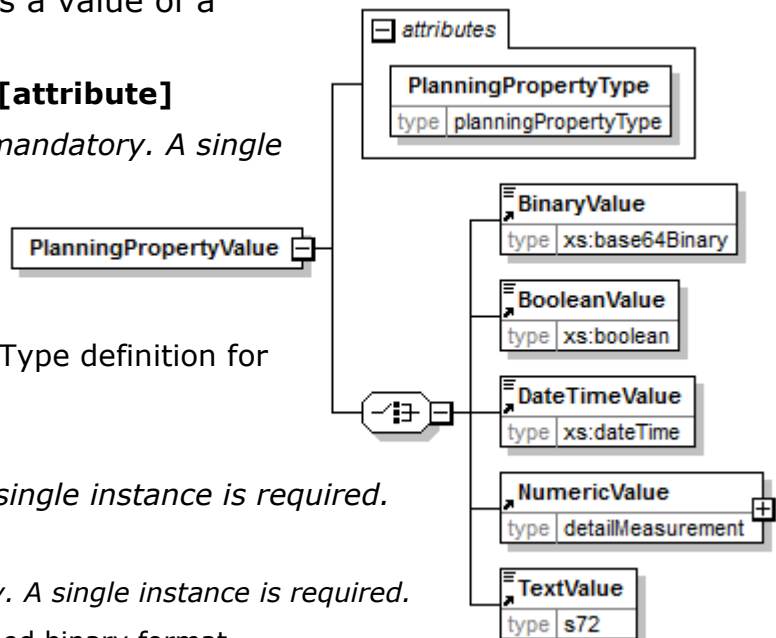 s a value of a
[attribute]
mandatory. A single
Type definition for
single instance is required.
. A single instance is required.
ed binary format
attributes
PlanningPropertyType
type planningPropertyType
PlanningPropertyValue
BinaryValue
type xs:base64Binary
BooleanValue
type xs:boolean
DateTimeValue
type xs:dateTime
NumericValue
type detailMeasurement
TextValue
type s72